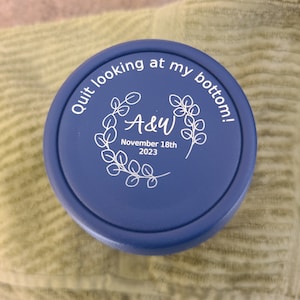 Quit looking at my bottom!
A&W
November 18th
2023